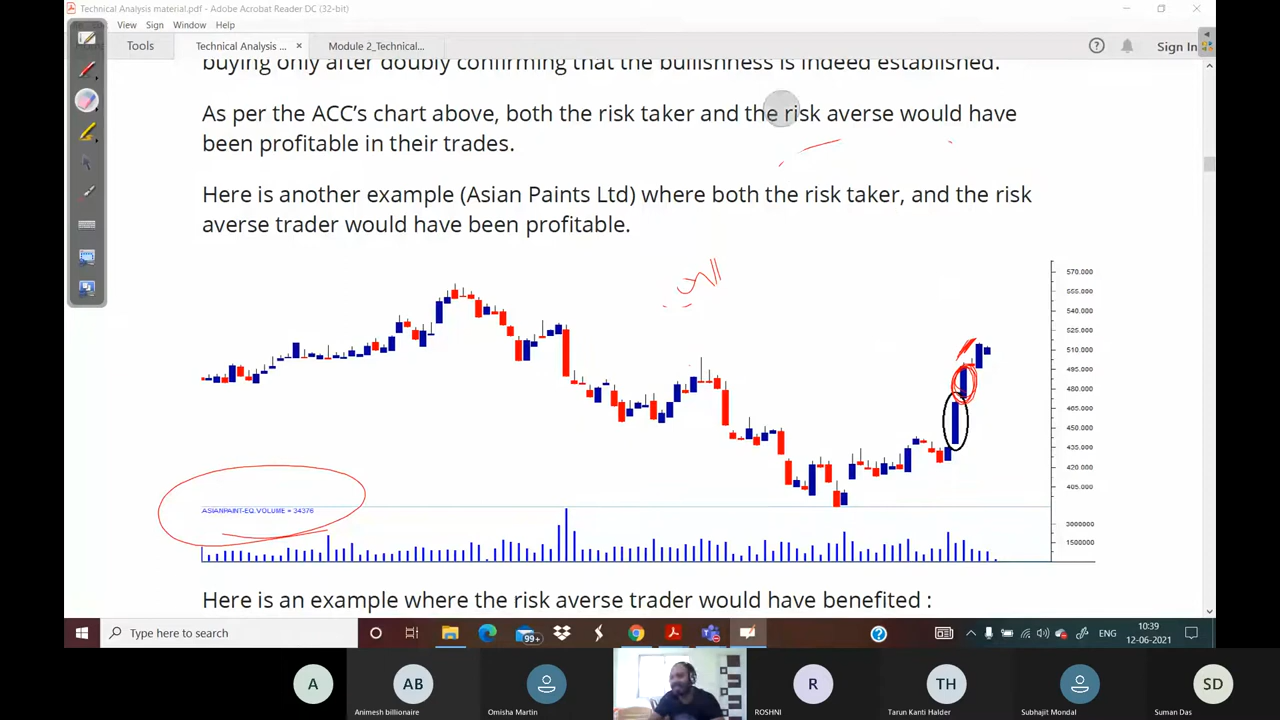 Technical Analysis material.pdf - Adobe Acrobat Reader DC (32-bit)
View Sign Window Help
Tools Technical Analysis ... × Module 2_Technical... Sign In
buying only after doubly confirming that the bullishness is indeed established.
As per the ACC's chart above, both the risk taker and the risk averse would have
been profitable in their trades.
Here is another example (Asian Paints Ltd) where both the risk taker, and the risk
averse trader would have been profitable.
570.000
555.000
540.000
525.000
510.000
495.000
480.000
465.000
450.000
435.000
420.000
405.000
ASIANPAINT-EQ.VOLUME = 34376
3000000
1500000
Here is an example where the risk averse trader would have benefited :
Type here to search
99+
ENG
10:39
12-06-2021
A AB R TH SD
Animesh billionaire Omisha Martin ROSHNI Tarun Kanti Halder Subhajit Mondal Suman Das